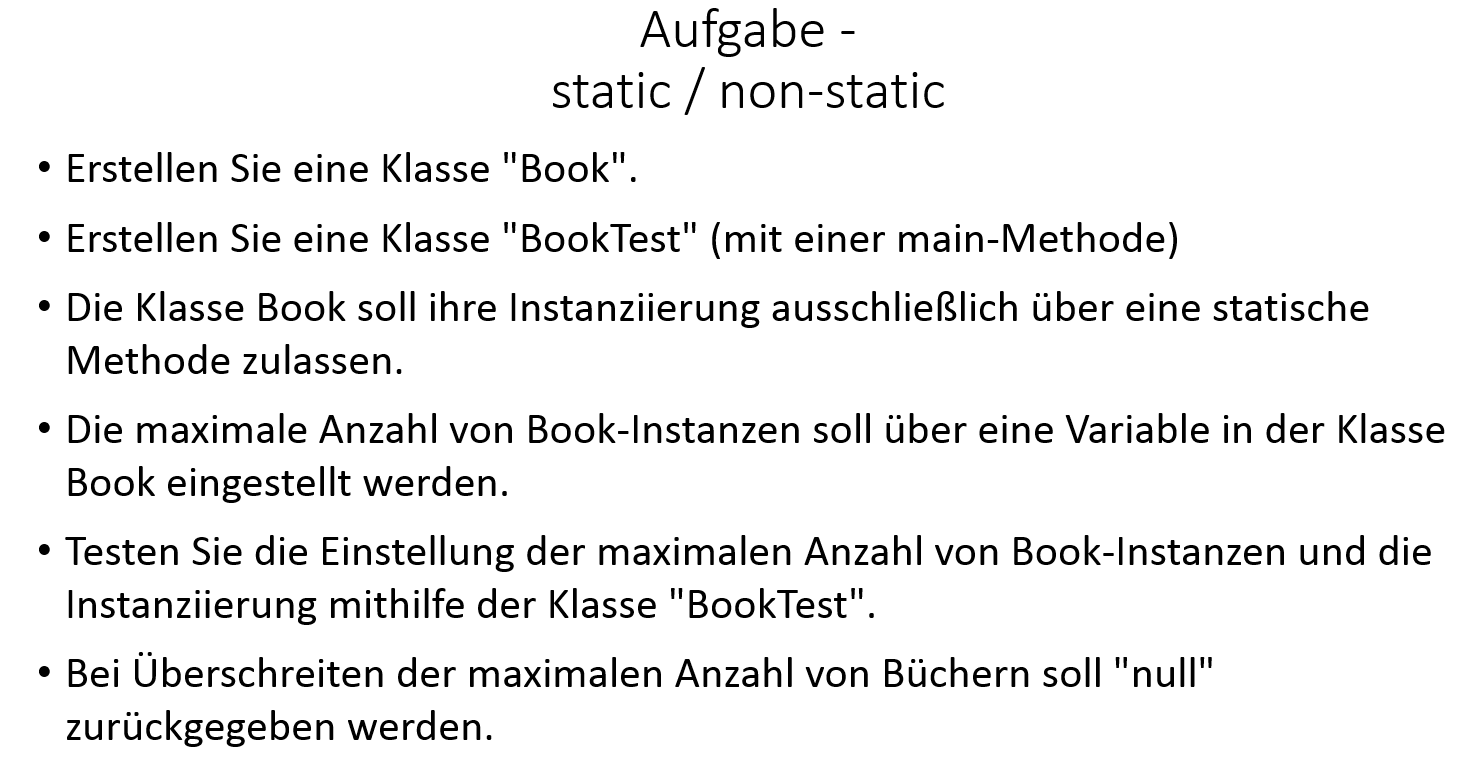 Aufgabe -
static / non-static
• Erstellen Sie eine Klasse "Book".
• Erstellen Sie eine Klasse "BookTest" (mit einer main-Methode)
• Die Klasse Book soll ihre Instanziierung ausschließlich über eine statische
Methode zulassen.
• Die maximale Anzahl von Book-Instanzen soll über eine Variable in der Klasse
Book eingestellt werden.
• Testen Sie die Einstellung der maximalen Anzahl von Book-Instanzen und die
Instanziierung mithilfe der Klasse "BookTest".
• Bei Überschreiten der maximalen Anzahl von Büchern soll "null"
zurückgegeben werden.